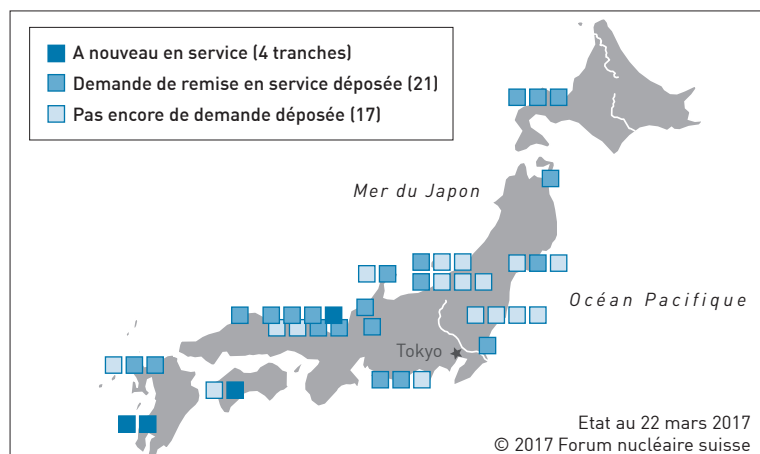 A nouveau en service (4 tranches)
Demande de remise en service déposée (21)
Pas encore de demande déposée (17)
Mer du Japon
Océan Pacifique
Tokyo
Etat au 22 mars 2017
© 2017 Forum nucléaire suisse